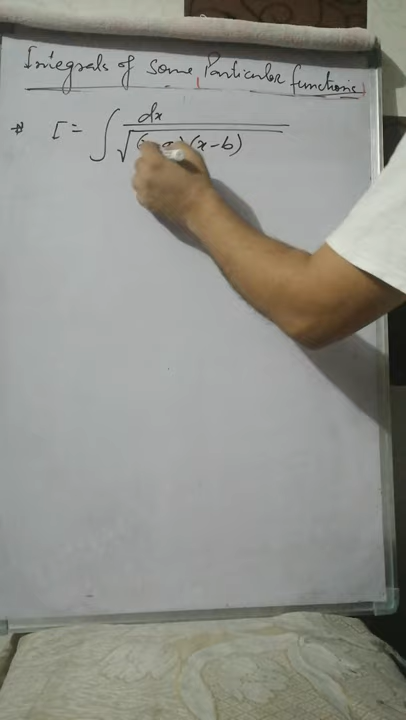 Integrals of Some Particular functions
⇒ I = ∫ dx
√(x-a)(x-b)